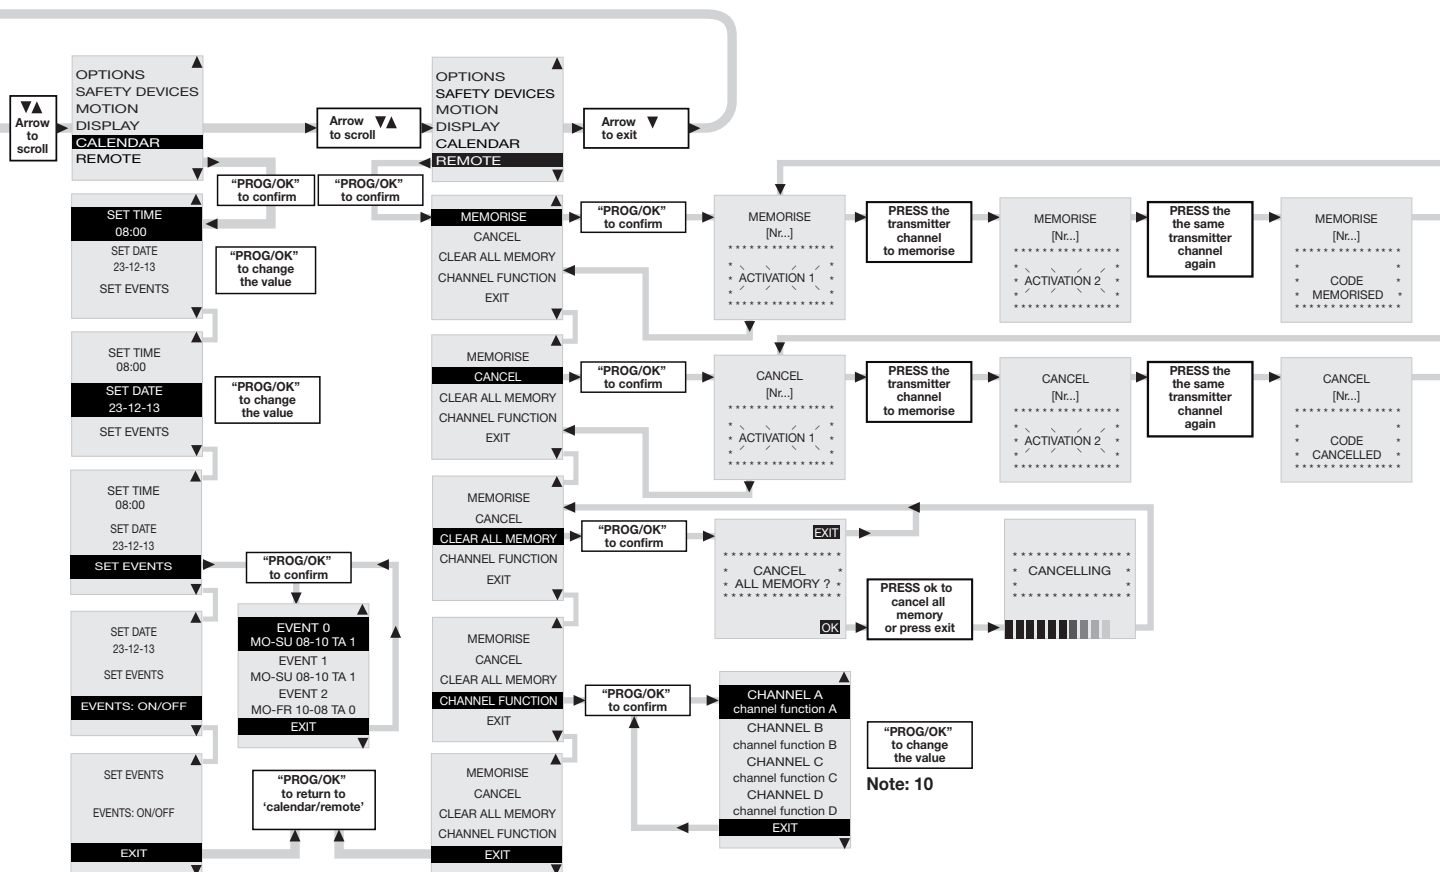 ▼▲
Arrow
to
scroll
OPTIONS
SAFETY DEVICES
MOTION
DISPLAY
CALENDAR
REMOTE
Arrow ▼▲
to scroll
OPTIONS
SAFETY DEVICES
MOTION
DISPLAY
CALENDAR
REMOTE
Arrow ▼
to exit
“PROG/OK”
to confirm
“PROG/OK”
to confirm
SET TIME
08:00
SET DATE
23-12-13
SET EVENTS
“PROG/OK”
to change
the value
SET TIME
08:00
SET DATE
23-12-13
SET EVENTS
“PROG/OK”
to change
the value
SET TIME
08:00
SET DATE
23-12-13
SET EVENTS
“PROG/OK”
to confirm
EVENT 0
MO-SU 08-10 TA 1
EVENT 1
MO-SU 08-10 TA 1
EVENT 2
MO-FR 10-08 TA 0
EXIT
SET DATE
23-12-13
SET EVENTS
EVENTS: ON/OFF
SET EVENTS
EVENTS: ON/OFF
EXIT
“PROG/OK”
to return to
‘calendar/remote’
MEMORISE
CANCEL
CLEAR ALL MEMORY
CHANNEL FUNCTION
EXIT
“PROG/OK”
to confirm
MEMORISE
[Nr...]
ACTIVATION 1
PRESS the
transmitter
channel
to memorise
MEMORISE
[Nr...]
ACTIVATION 2
PRESS the
the same
transmitter
channel
again
MEMORISE
[Nr...]
CODE
MEMORISED
MEMORISE
CANCEL
CLEAR ALL MEMORY
CHANNEL FUNCTION
EXIT
“PROG/OK”
to confirm
CANCEL
[Nr...]
ACTIVATION 1
PRESS the
transmitter
channel
to memorise
CANCEL
[Nr...]
ACTIVATION 2
PRESS the
the same
transmitter
channel
again
CANCEL
[Nr...]
CODE
CANCELLED
MEMORISE
CANCEL
CLEAR ALL MEMORY
CHANNEL FUNCTION
EXIT
“PROG/OK”
to confirm
EXIT
CANCEL
ALL MEMORY ?
OK
PRESS ok to
cancel all
memory
or press exit
CANCELLING
MEMORISE
CANCEL
CLEAR ALL MEMORY
CHANNEL FUNCTION
EXIT
“PROG/OK”
to confirm
CHANNEL A
channel function A
CHANNEL B
channel function B
CHANNEL C
channel function C
CHANNEL D
channel function D
EXIT
“PROG/OK”
to change
the value
Note: 10
MEMORISE
CANCEL
CLEAR ALL MEMORY
CHANNEL FUNCTION
EXIT